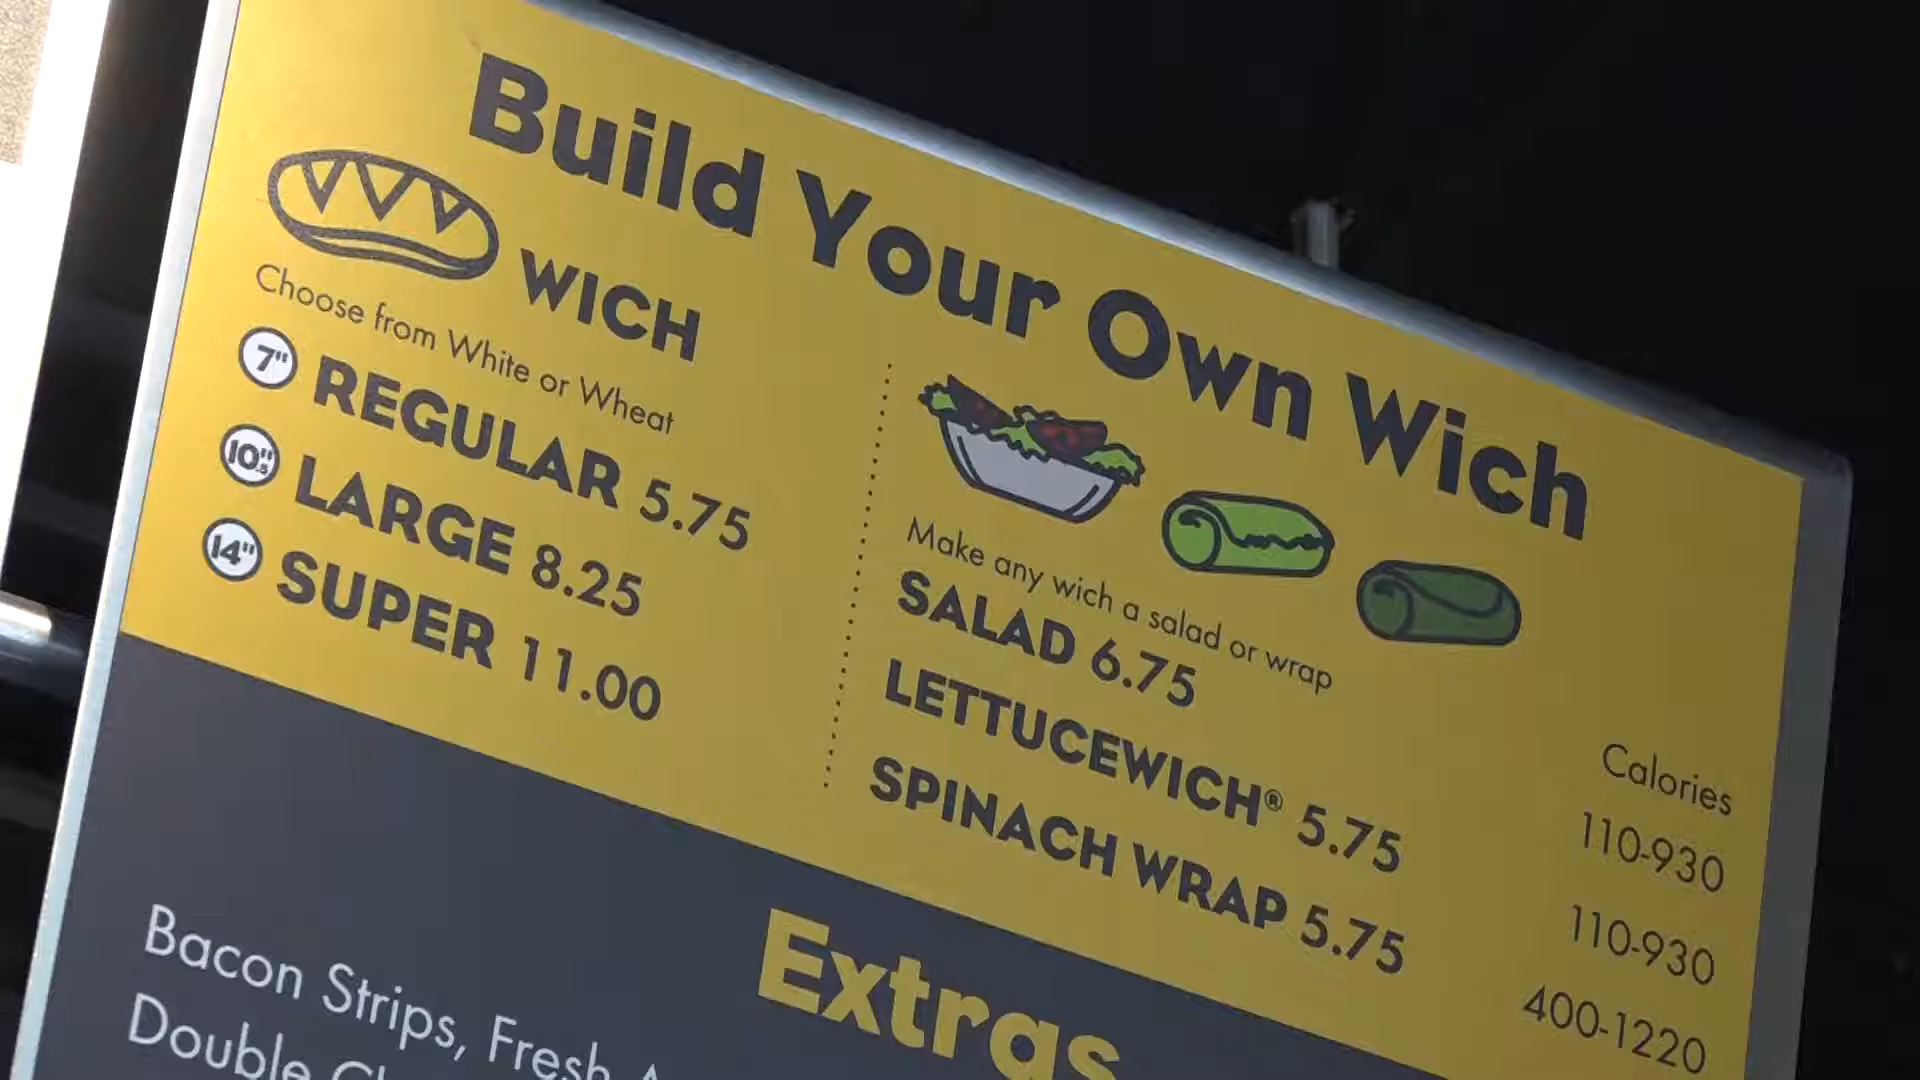 Build Your Own Wich
WICH
Choose from White or Wheat
7" REGULAR 5.75
10.5" LARGE 8.25
14" SUPER 11.00
Make any wich a salad or wrap
Calories
SALAD 6.75 110-930
LETTUCEWICH® 5.75 110-930
SPINACH WRAP 5.75 400-1220
Extras
Bacon Strips, Fresh
Double